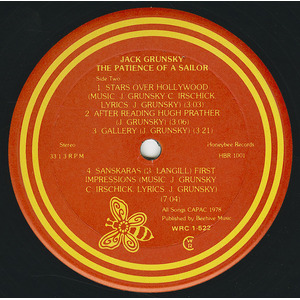 JACK GRUNSKY
THE PATIENCE OF A SAILOR
Side Two
1 STARS OVER HOLLYWOOD
(MUSIC J. GRUNSKY C. IRSCHICK
LYRICS J. GRUNSKY) (3:03)
2 AFTER READING HUGH PRATHER
(J. GRUNSKY) (3:06)
3 GALLERY (J. GRUNSKY) (3:21)
Stereo
Honeybee Records
33 1 3 R P M
HBR 1001
4 SANSKARAS (J. LANGILL) FIRST
IMPRESSIONS (MUSIC J. GRUNSKY
C. IRSCHICK LYRICS J. GRUNSKY)
(7:04)
All Songs CAPAC 1978
Published by Beehive Music
WRC 1-522